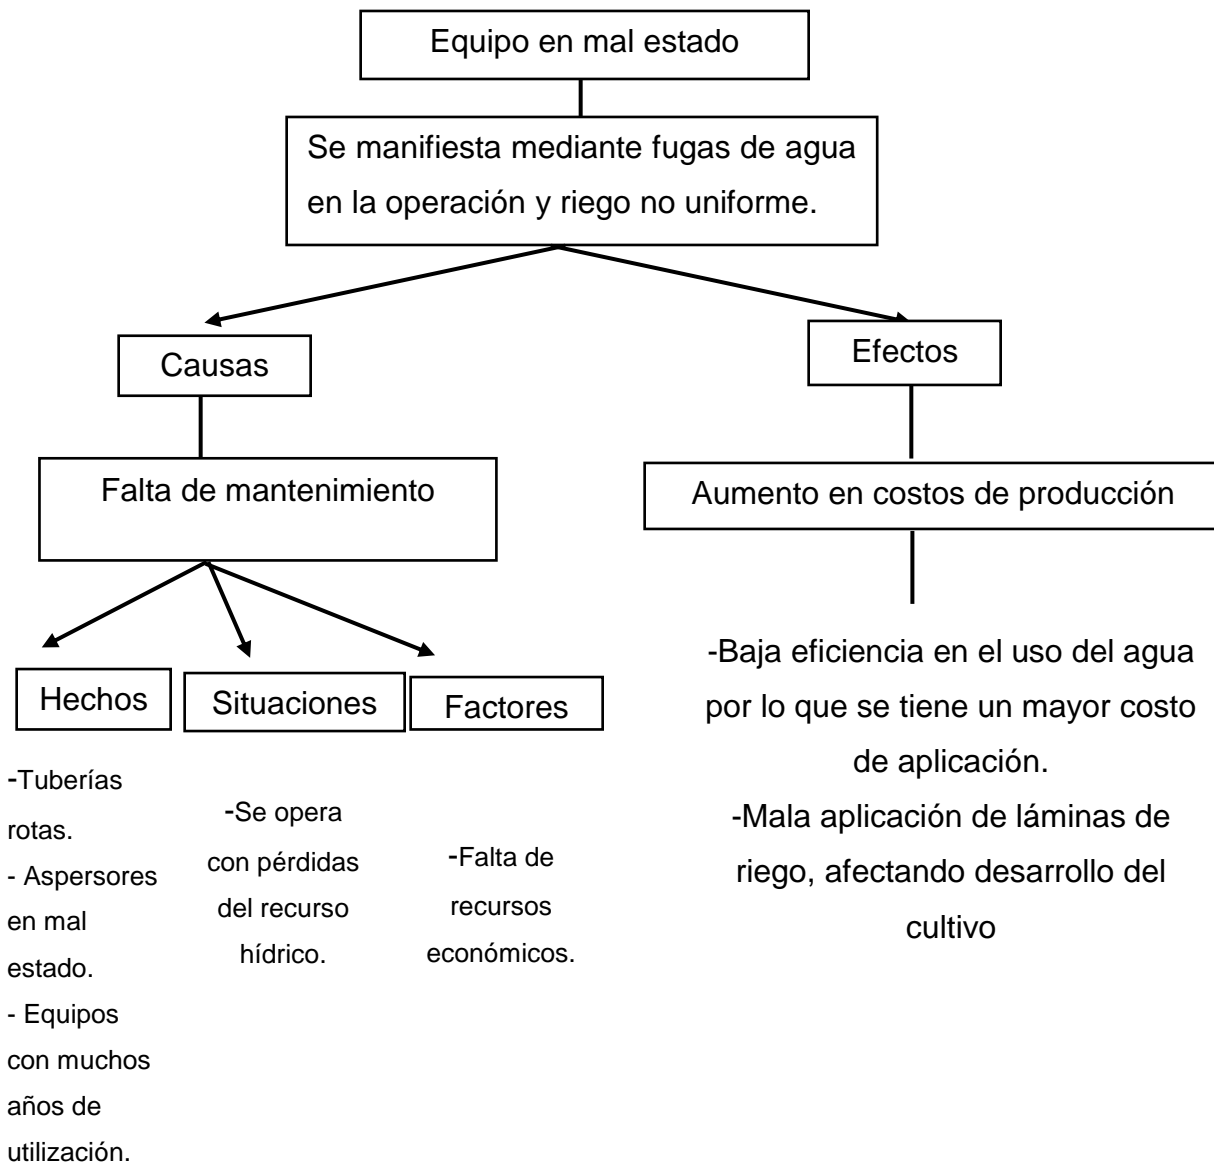 Equipo en mal estado
Se manifiesta mediante fugas de agua
en la operación y riego no uniforme.
Causas
Efectos
Falta de mantenimiento
Aumento en costos de producción
Hechos
Situaciones
Factores
-Tuberías
rotas.
- Aspersores
en mal
estado.
- Equipos
con muchos
años de
utilización.
-Se opera
con pérdidas
del recurso
hídrico.
-Falta de
recursos
económicos.
-Baja eficiencia en el uso del agua
por lo que se tiene un mayor costo
de aplicación.
-Mala aplicación de láminas de
riego, afectando desarrollo del
cultivo